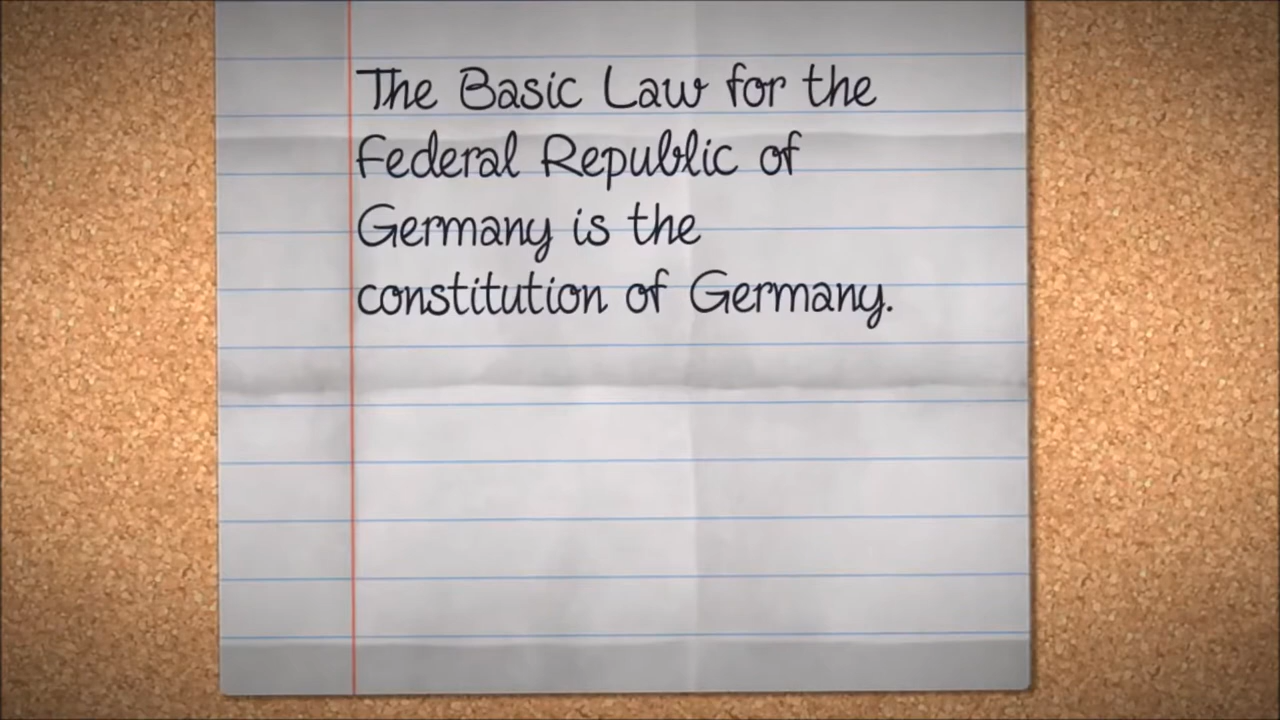 The Basic Law for the
Federal Republic of
Germany is the
constitution of Germany.